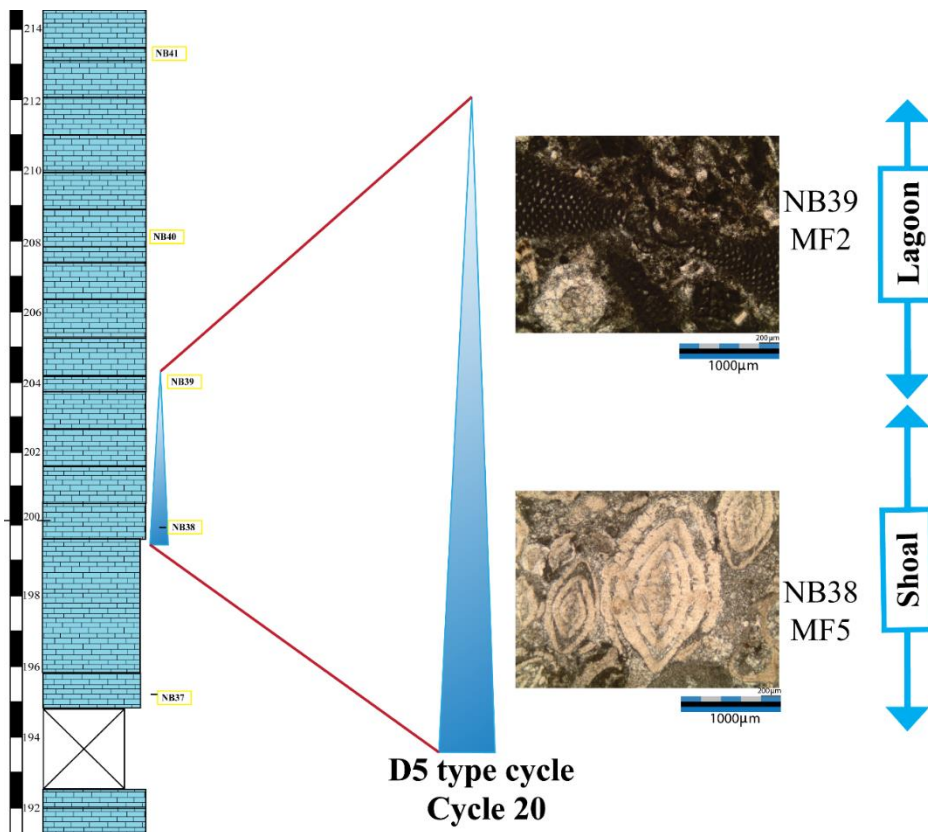 214
NB41
212
210
NB40
208
206
204
NB39
202
200
NB38
198
196
NB37
194
192
D5 type cycle
Cycle 20
NB39
MF2
200µm
1000µm
NB38
MF5
200µm
1000µm
Lagoon
Shoal